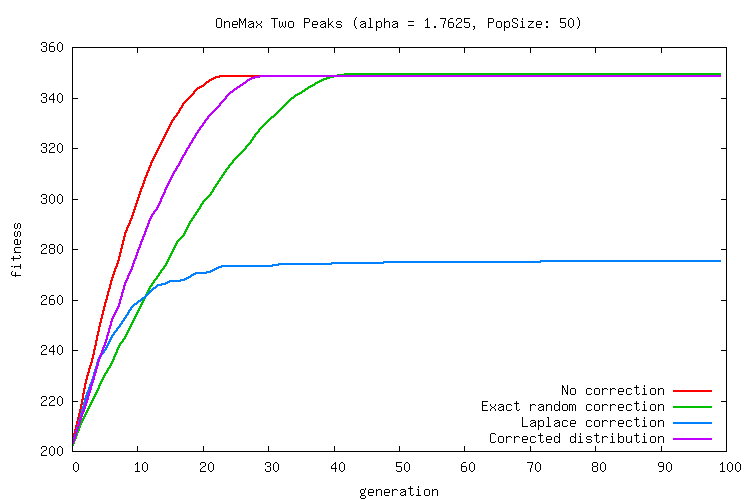 OneMax Two Peaks (alpha = 1.7625, PopSize: 50)
360
340
320
300
280
260
240
220
200
fitness
No correction
Exact random correction
Laplace correction
Corrected distribution
0 10 20 30 40 50 60 70 80 90 100
generation